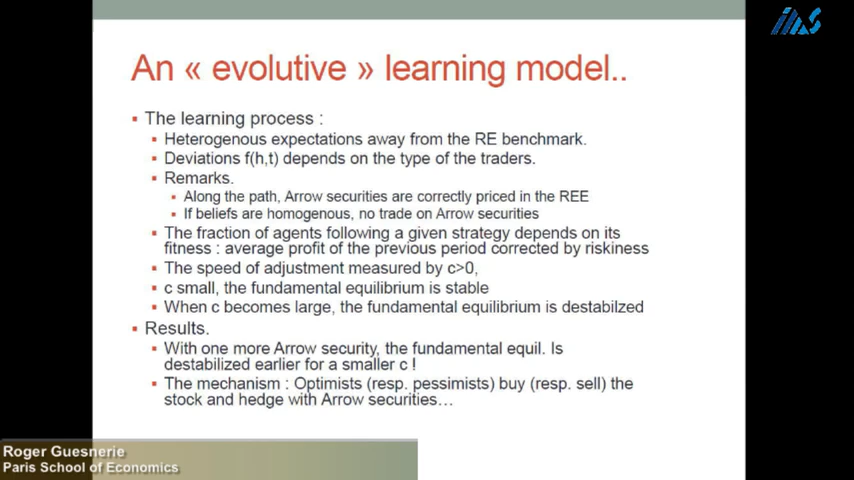 An « evolutive » learning model..
The learning process :
Heterogenous expectations away from the RE benchmark.
Deviations f(h,t) depends on the type of the traders.
Remarks.
Along the path, Arrow securities are correctly priced in the REE
If beliefs are homogenous, no trade on Arrow securities
The fraction of agents following a given strategy depends on its
fitness : average profit of the previous period corrected by riskiness
The speed of adjustment measured by c>0,
c small, the fundamental equilibrium is stable
When c becomes large, the fundamental equilibrium is destabilzed
Results.
With one more Arrow security, the fundamental equil. Is
destabilized earlier for a smaller c !
The mechanism : Optimists (resp. pessimists) buy (resp. sell) the
stock and hedge with Arrow securities…
Roger Guesnerie
Paris School of Economics